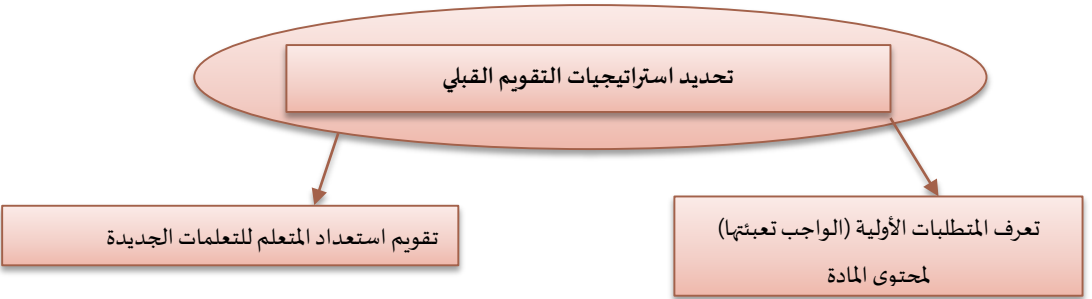 تحديد استراتيجيات التقويم القبلي
تعرف المتطلبات الأولية (الواجب تعبئتها)
لمحتوى المادة
تقويم استعداد المتعلم للتعلمات الجديدة